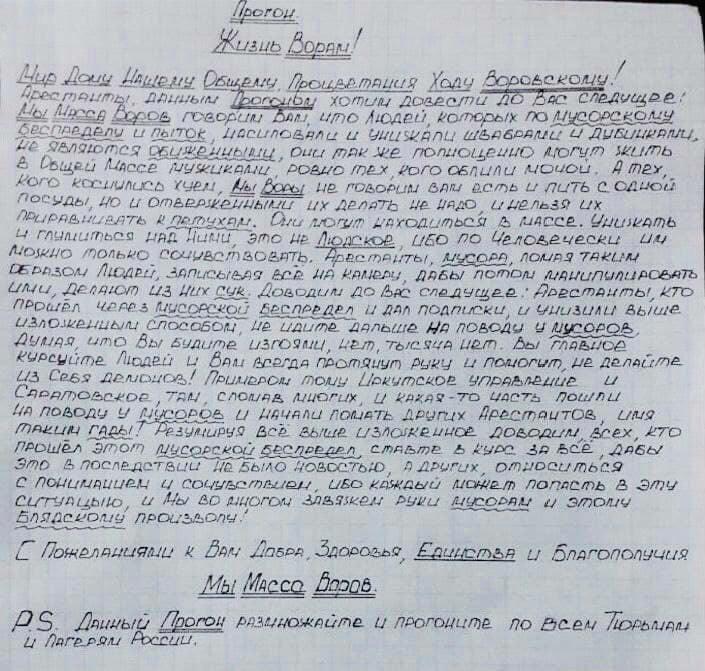 Прогон.
Жизнь Ворам!
Мир Дому Нашему Общему, Процветания Ходу Воровскому!
Арестанты, данным Прогоном хотим довести до Вас следущее:
Мы Масса Воров говорим Вам, что Людей, которых по мусорскому
беспределу и пыток, насиловали и унижали швабрами и дубинками,
не являются обиженными, они так же полноценно могут жить
в Общей Массе мужиками, ровно тех, кого облили мочой. А тех,
кого коснулись хуем, Мы Воры не говорим вам есть и пить с одной
посуды, но и отверженными их делать не надо, и нельзя их
приравнивать к петухам. Они могут находиться в массе. Унижать
и глумиться над Ними, это не Людское, ибо по Человечески им
можно только сочувствовать. Арестанты, мусора, ломая таким
образом Людей, записывая всё на камеру, дабы потом манипулировать
ими, делают из них сук. Доводим до Вас следущее: Арестанты, кто
прошёл через мусорской беспредел и дал подписки, и унизили выше
изложенным способом, не идите дальше на поводу у мусоров,
Думая, что Вы будите изгоями, нет, тысяча нет. Вы главное
курсуйте Людей и Вам всегда протянут руку и помогут, не делайте
из Себя демонов! Примером тому Иркутское управление и
Саратовское, там, сломав многих, и какая-то часть пошли
на поводу у мусоров и начали ломать других Арестантов, имя
таким гады! Резумируя всё выше изложенное доводим, всех, кто
прошёл этот мусорской беспредел, ставте в курс за всё, дабы
это в последствии не было новостью, а других, относиться
с пониманием и сочувствием, ибо каждый может попасть в эту
ситуацыю, и Мы во многом завяжем руки мусорам и этому
Блядскому произволу!
С Пожеланиями к Вам Добра, Здоровья, Единства и Благополучия
Мы Масса Воров.
P.S. Данный Прогон размножайте и прогоните по всем Тюрьмам
и Лагерям России.